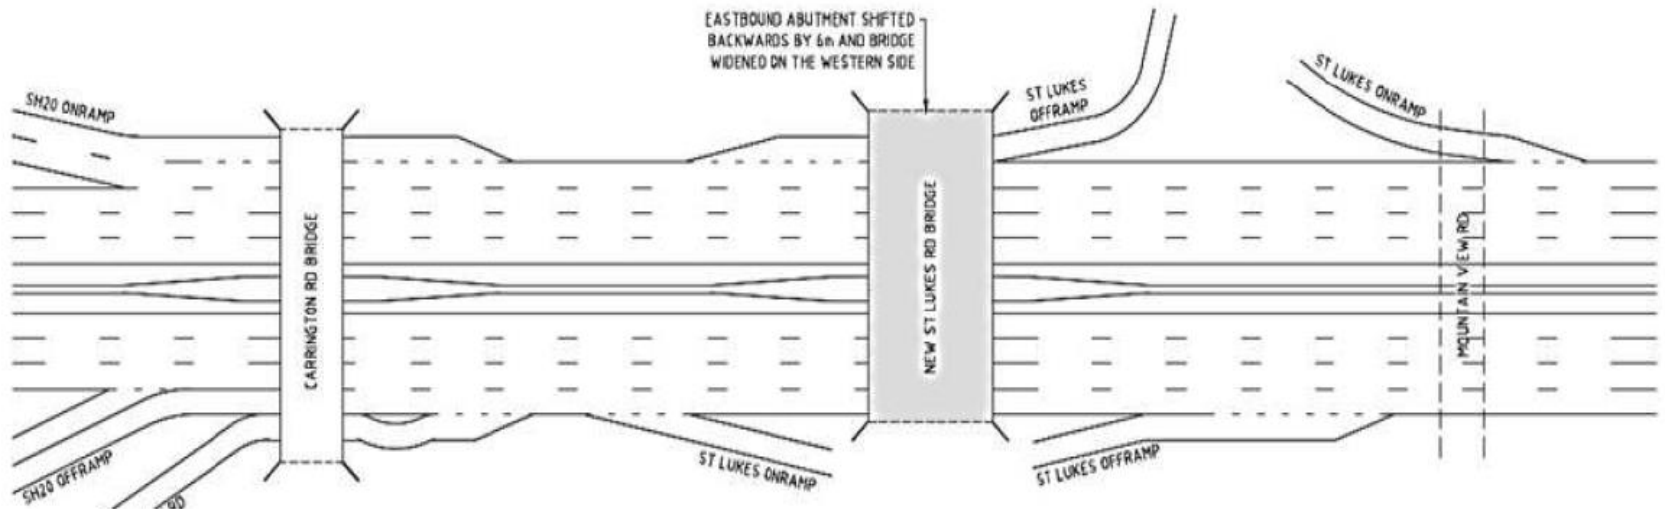 EASTBOUND ABUTMENT SHIFTED
BACKWARDS BY 6m AND BRIDGE
WIDENED ON THE WESTERN SIDE
SH20 ONRAMP
CARRINGTON RD BRIDGE
NEW ST LUKES RD BRIDGE
ST LUKES
OFFRAMP
ST LUKES ONRAMP
MOUNTAIN VIEW RD
SH20 OFFRAMP
RD
ST LUKES ONRAMP
ST LUKES OFFRAMP